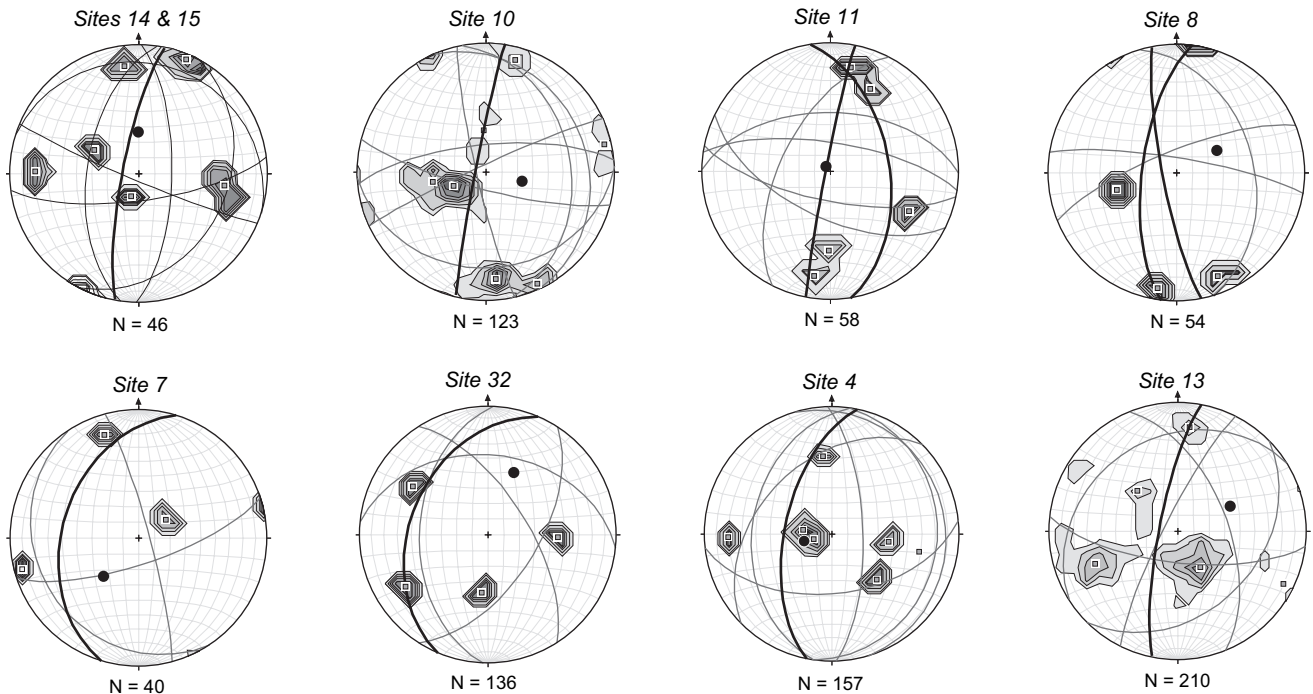 Sites 14 & 15
Site 10
Site 11
Site 8
N = 46
N = 123
N = 58
N = 54
Site 7
Site 32
Site 4
Site 13
N = 40
N = 136
N = 157
N = 210